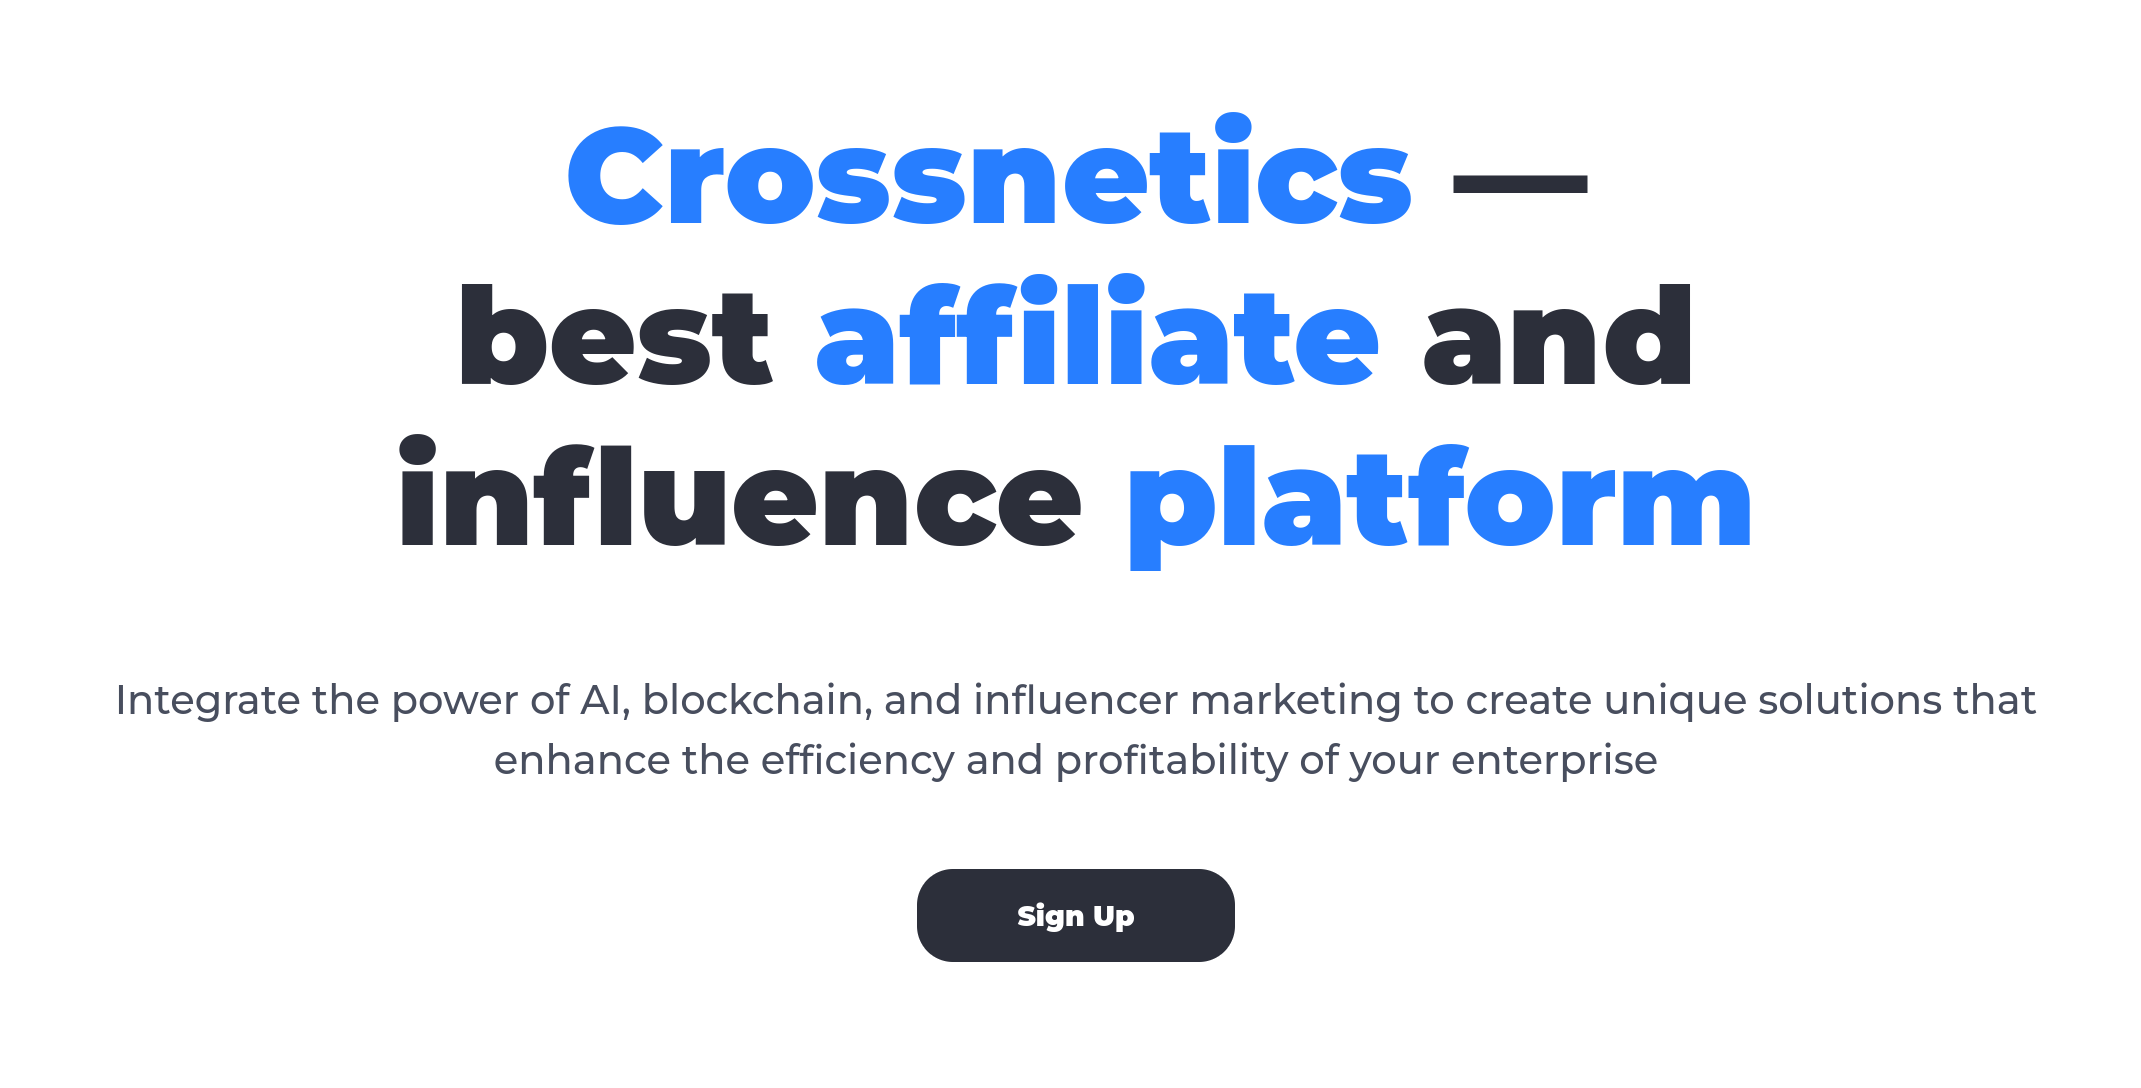 Crossnetics —
best affiliate and
influence platform
Integrate the power of AI, blockchain, and influencer marketing to create unique solutions that
enhance the efficiency and profitability of your enterprise
Sign Up